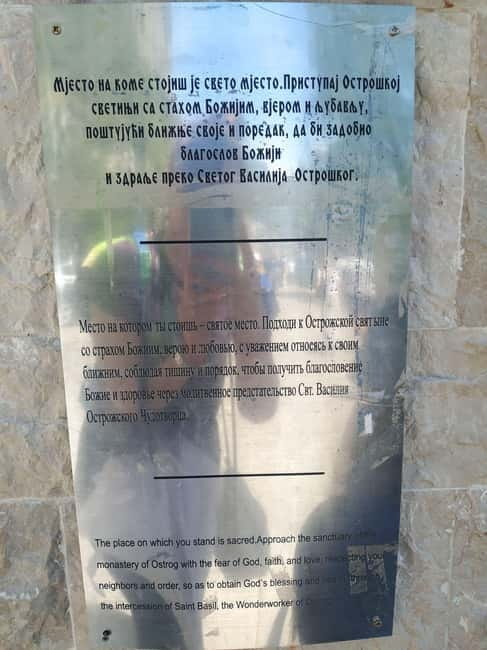 Мјесто на коме стојиш је свето мјесто.Приступај Острошкој
светињи са стахом Божијим, вјером и љубављу,
поштујући ближње своје и поредак, да би задобио
благослов Божији
и здраље преко Светог Василија Острошког.
Место на котором ты стоишь – святое место. Подходи к Острожской святыне
со страхом Божиим, верою и любовью, с уважением относясь к своим
ближним, соблюдая тишину и порядок, чтобы получить благословение
Божие и здоровье через молитвенное предстательство Свт. Василия
Острожского Чудотворца.
The place on which you stand is sacred.Approach the sanctuary
monastery of Ostrog with the fear of God, faith, and love, respecting your
neighbors and order, so as to obtain God's blessing and
the intercession of Saint Basil, the Wonderworker of